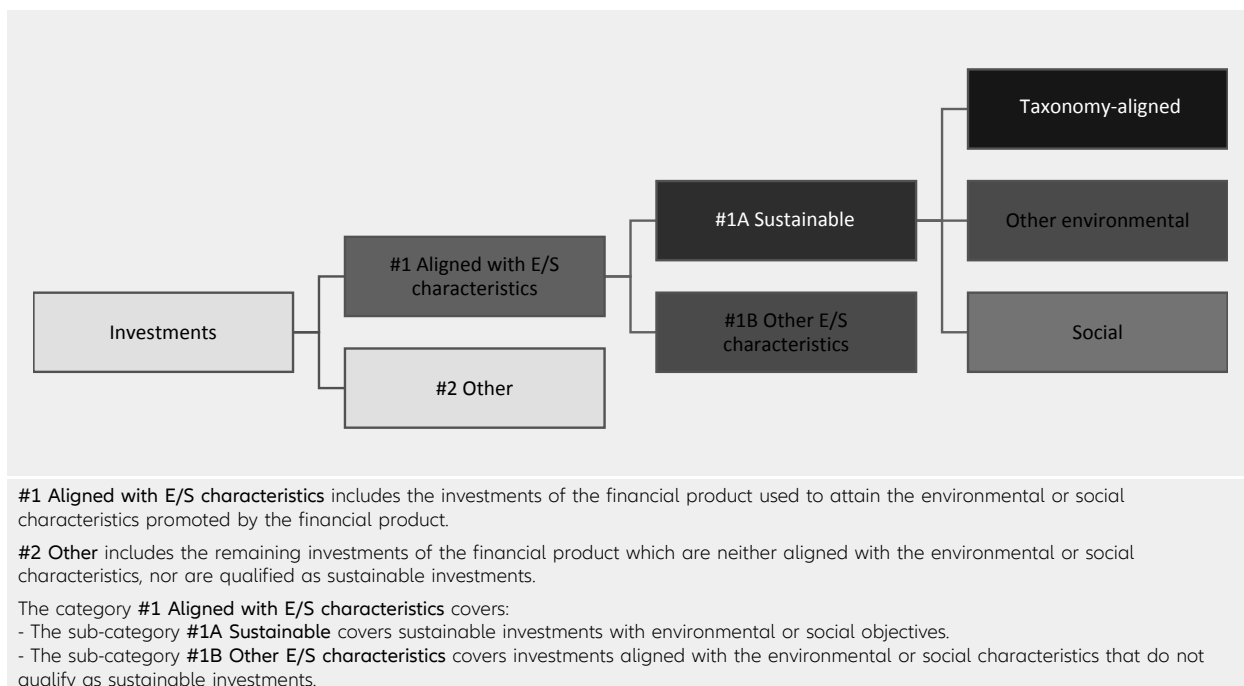 Taxonomy-aligned
#1A Sustainable
Other environmental
#1 Aligned with E/S
characteristics
Investments
#1B Other E/S
characteristics
Social
#2 Other
#1 Aligned with E/S characteristics includes the investments of the financial product used to attain the environmental or social
characteristics promoted by the financial product.
#2 Other includes the remaining investments of the financial product which are neither aligned with the environmental or social
characteristics, nor are qualified as sustainable investments.
The category #1 Aligned with E/S characteristics covers:
- The sub-category #1A Sustainable covers sustainable investments with environmental or social objectives.
- The sub-category #1B Other E/S characteristics covers investments aligned with the environmental or social characteristics that do not
qualify as sustainable investments.